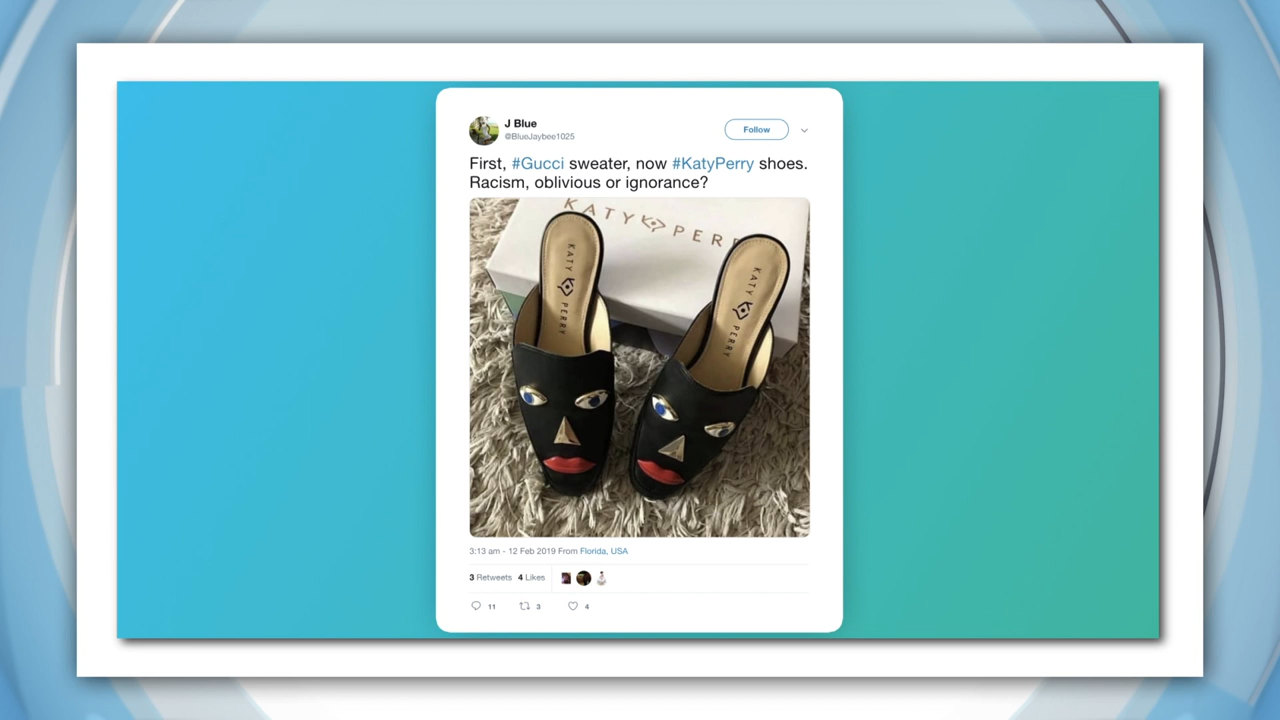 J Blue
@BlueJaybee1025
Follow
First, #Gucci sweater, now #KatyPerry shoes.
Racism, oblivious or ignorance?
KATY PERR
KATY PERRY
KATY PERRY
3:13 am - 12 Feb 2019 From Florida, USA
3 Retweets 4 Likes
11 3 4